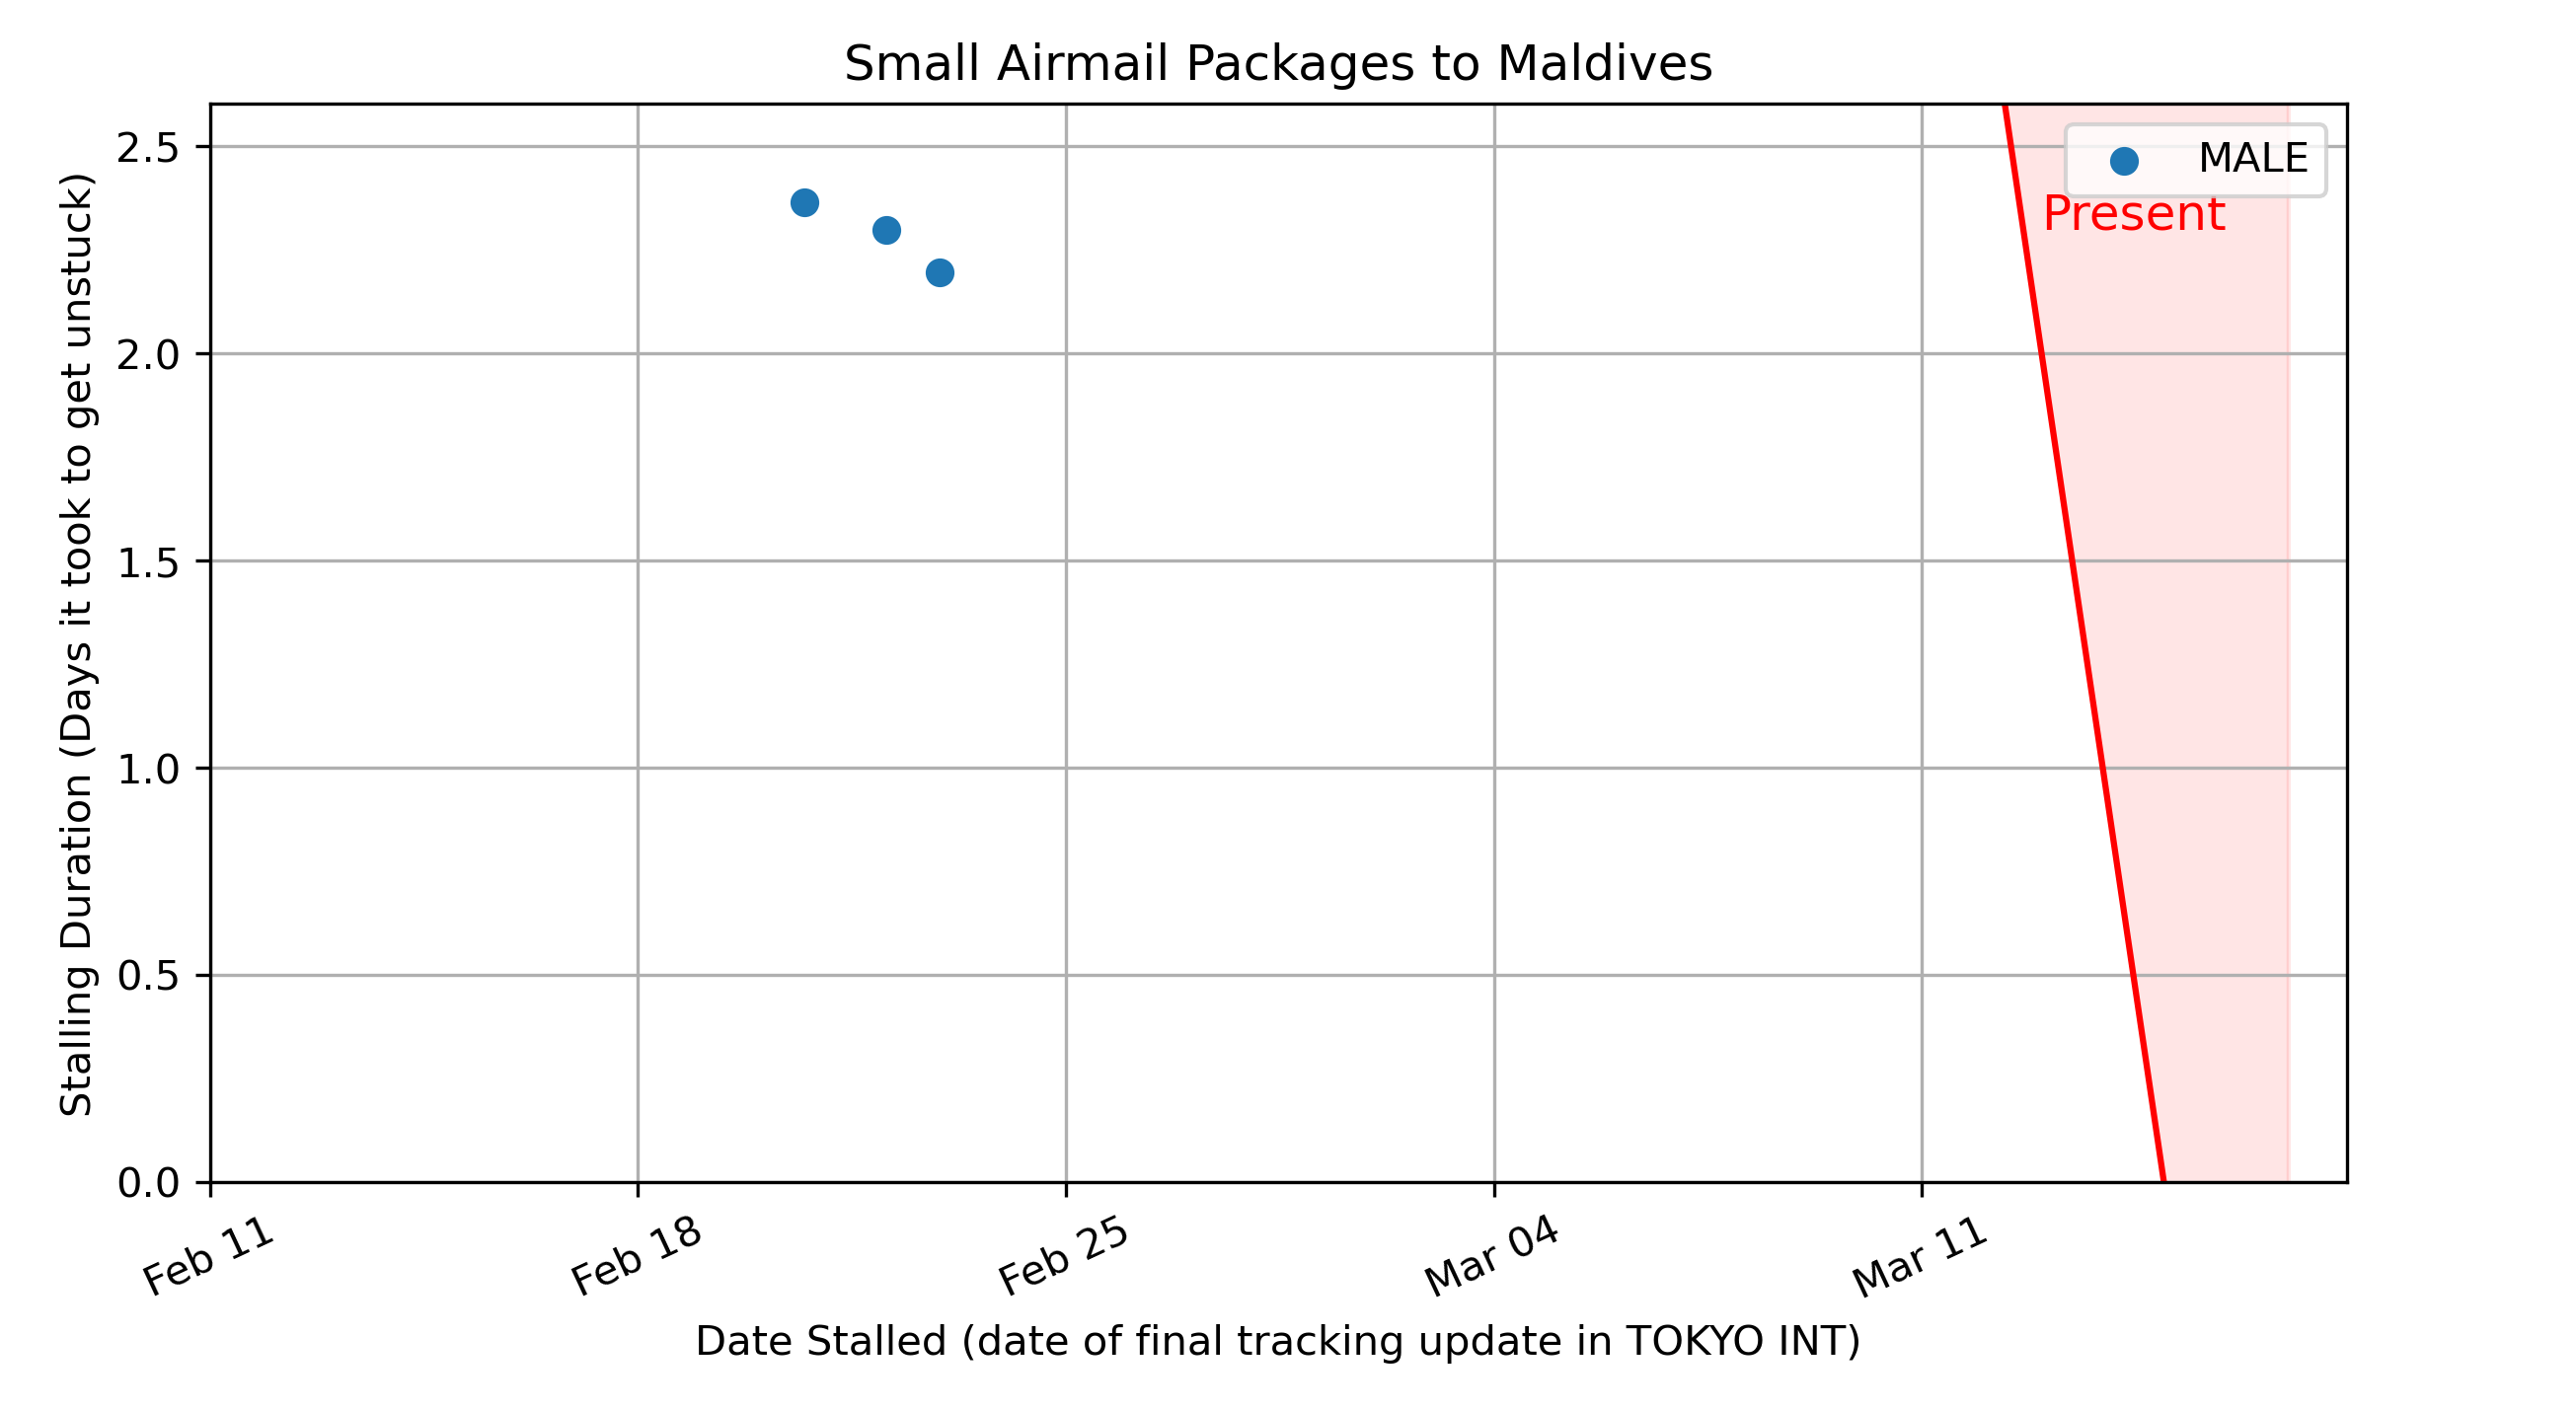 Small Airmail Packages to Maldives
MALE
Present
Stalling Duration (Days it took to get unstuck)
2.5
2.0
1.5
1.0
0.5
0.0
Feb 11
Feb 18
Feb 25
Mar 04
Mar 11
Date Stalled (date of final tracking update in TOKYO INT)